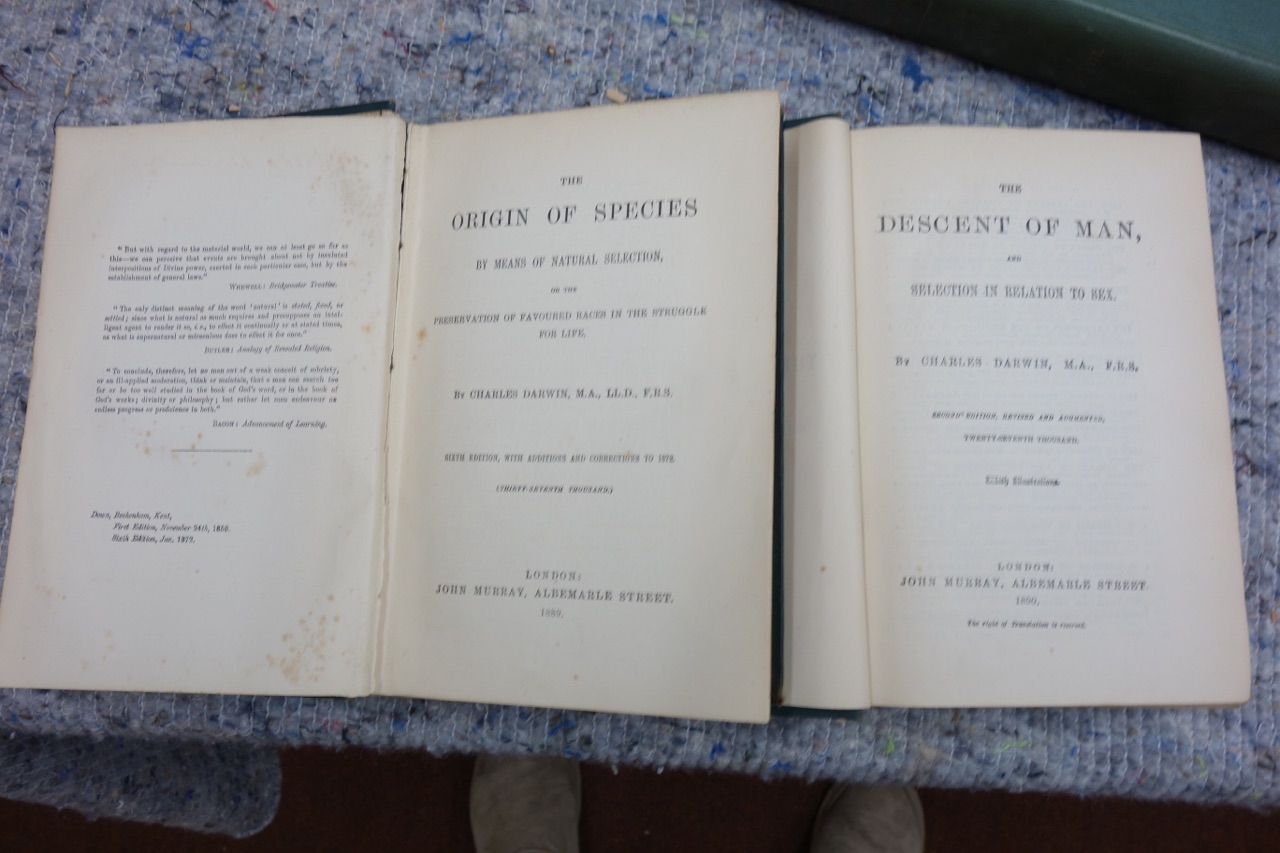 "But with regard to the material world, we can at least go so far as
this—we can perceive that events are brought about not by insulated
interpositions of Divine power, exerted in each particular case, but by the
establishment of general laws."
WHEWELL: Bridgewater Treatise.
"The only distinct meaning of the word 'natural' is stated, fixed, or
settled; since what is natural as much requires and presupposes an intel-
ligent agent to render it so, i.e., to effect it continually or at stated times,
as what is supernatural or miraculous does to effect it for once."
BUTLER: Analogy of Revealed Religion.
"To conclude, therefore, let no man out of a weak conceit of sobriety,
or an ill-applied moderation, think or maintain, that a man can search too
far or be too well studied in the book of God's word, or in the book of
God's works; divinity or philosophy; but rather let men endeavour an
endless progress or proficience in both."
BACON: Advancement of Learning.
Down, Beckenham, Kent,
First Edition, November 24th, 1859.
Sixth Edition, Jan. 1872.
THE
ORIGIN OF SPECIES
BY MEANS OF NATURAL SELECTION,
OR THE
PRESERVATION OF FAVOURED RACES IN THE STRUGGLE
FOR LIFE.
BY CHARLES DARWIN, M.A., LL.D., F.R.S.
SIXTH EDITION, WITH ADDITIONS AND CORRECTIONS TO 1872.
(THIRTY-SEVENTH THOUSAND.)
LONDON:
JOHN MURRAY, ALBEMARLE STREET.
1889.
THE
DESCENT OF MAN,
AND
SELECTION IN RELATION TO SEX.
BY CHARLES DARWIN, M.A., F.R.S.
SECOND EDITION, REVISED AND AUGMENTED,
TWENTY-SEVENTH THOUSAND.
With Illustrations.
LONDON:
JOHN MURRAY, ALBEMARLE STREET.
1890.
The right of Translation is reserved.